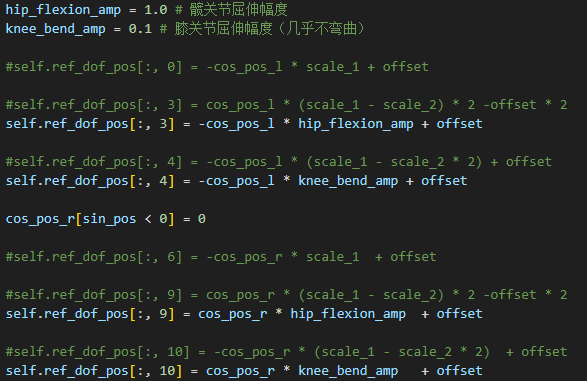 hip_flexion_amp = 1.0 # 髋关节屈伸幅度
knee_bend_amp = 0.1 # 膝关节屈伸幅度（几乎不弯曲）
#self.ref_dof_pos[:, 0] = -cos_pos_l * scale_1 + offset
#self.ref_dof_pos[:, 3] = cos_pos_l * (scale_1 - scale_2) * 2 -offset * 2
self.ref_dof_pos[:, 3] = -cos_pos_l * hip_flexion_amp + offset
#self.ref_dof_pos[:, 4] = -cos_pos_l * (scale_1 - scale_2 * 2) + offset
self.ref_dof_pos[:, 4] = -cos_pos_l * knee_bend_amp + offset
cos_pos_r[sin_pos < 0] = 0
#self.ref_dof_pos[:, 6] = -cos_pos_r * scale_1  + offset
#self.ref_dof_pos[:, 9] = cos_pos_r * (scale_1 - scale_2) * 2 -offset * 2
self.ref_dof_pos[:, 9] = cos_pos_r * hip_flexion_amp  + offset
#self.ref_dof_pos[:, 10] = -cos_pos_r * (scale_1 - scale_2 * 2)  + offset
self.ref_dof_pos[:, 10] = cos_pos_r * knee_bend_amp   + offset